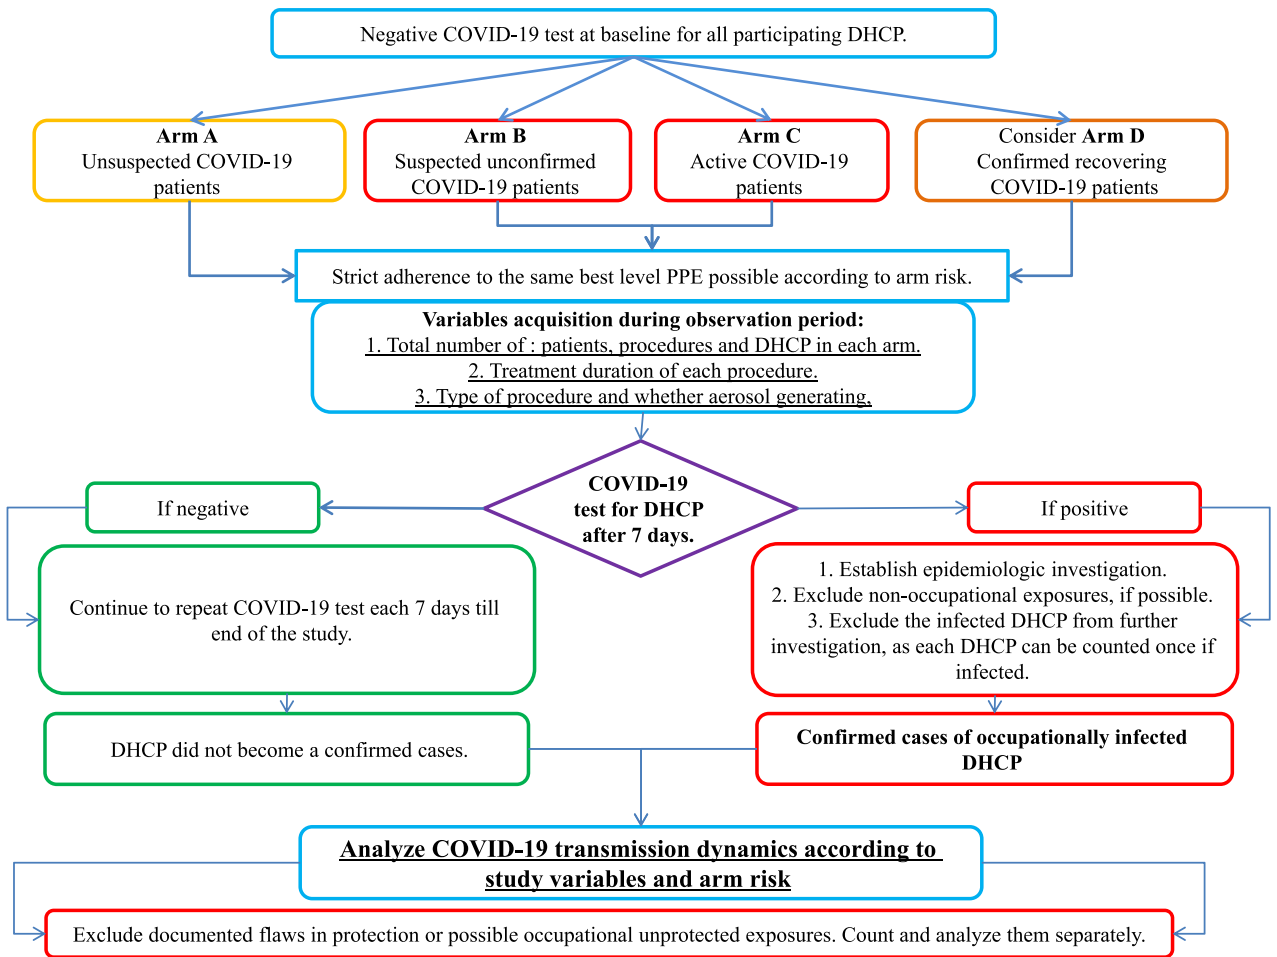 Negative COVID-19 test at baseline for all participating DHCP.
Arm A
Unsuspected COVID-19
patients
Arm B
Suspected unconfirmed
COVID-19 patients
Arm C
Active COVID-19
patients
Consider Arm D
Confirmed recovering
COVID-19 patients
Strict adherence to the same best level PPE possible according to arm risk.
Variables acquisition during observation period:
1. Total number of : patients, procedures and DHCP in each arm.
2. Treatment duration of each procedure.
3. Type of procedure and whether aerosol generating,
COVID-19
test for DHCP
after 7 days.
If negative
If positive
Continue to repeat COVID-19 test each 7 days till
end of the study.
1. Establish epidemiologic investigation.
2. Exclude non-occupational exposures, if possible.
3. Exclude the infected DHCP from further
investigation, as each DHCP can be counted once if
infected.
DHCP did not become a confirmed cases.
Confirmed cases of occupationally infected
DHCP
Analyze COVID-19 transmission dynamics according to
study variables and arm risk
Exclude documented flaws in protection or possible occupational unprotected exposures. Count and analyze them separately.